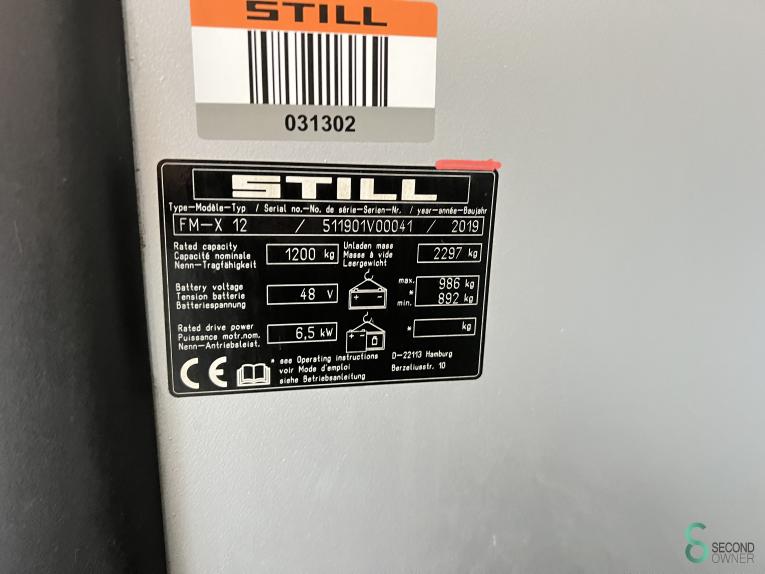 STILL
031302
STILL
Type-Modèle-Typ / Serial no.-No. de série-Serien-Nr. / year-année-Baujahr
FM-X 12 / 511901V00041 / 2019
Rated capacity
Capacité nominale
Nenn-Tragfähigkeit
1200 kg
Unladen mass
Masse à vide
Leergewicht
2297 kg
Battery voltage
Tension batterie
Batteriespannung
48 V
max. 986 kg
* min. 892 kg
Rated drive power
Puissance motr.nom.
Nenn-Antriebsleist.
6,5 kW
* kg
CE
* see Operating instructions
voir Mode d'emploi
siehe Betriebsanleitung
D-22113 Hamburg
Berzeliusstr. 10
SECOND
OWNER